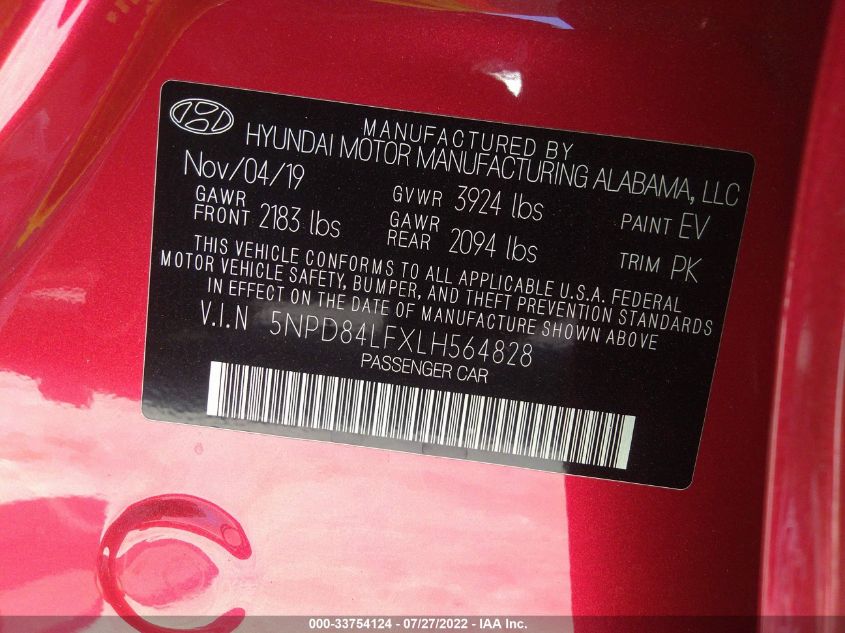 MANUFACTURED BY
HYUNDAI MOTOR MANUFACTURING ALABAMA, LLC
Nov/04/19
GVWR 3924 lbs
PAINT EV
GAWR FRONT 2183 lbs
GAWR REAR 2094 lbs
TRIM PK
THIS VEHICLE CONFORMS TO ALL APPLICABLE U.S.A. FEDERAL
MOTOR VEHICLE SAFETY, BUMPER, AND THEFT PREVENTION STANDARDS
IN EFFECT ON THE DATE OF MANUFACTURE SHOWN ABOVE
V.I.N 5NPD84LFXLH564828
PASSENGER CAR
000-33754124 - 07/27/2022 - IAA Inc.